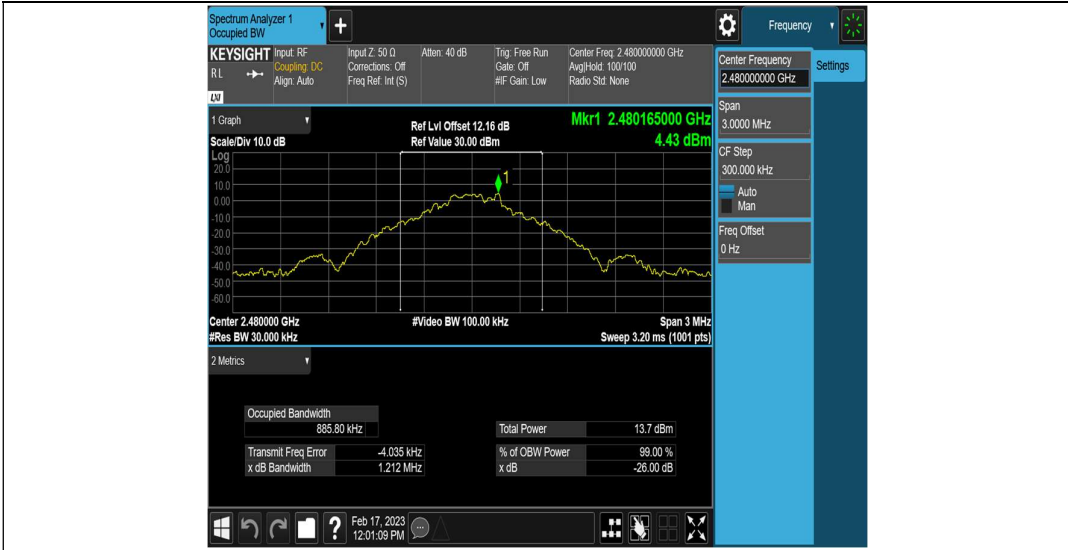 Spectrum Analyzer 1
Occupied BW
+
Frequency
KEYSIGHT
RL
LXI
Input: RF
Coupling: DC
Align: Auto
Input Z: 50 Ω
Corrections: Off
Freq Ref: Int (S)
Atten: 40 dB
Trig: Free Run
Gate: Off
#IF Gain: Low
Center Freq: 2.480000000 GHz
Avg|Hold: 100/100
Radio Std: None
Center Frequency
2.480000000 GHz
Settings
Span
3.0000 MHz
CF Step
300.000 kHz
Auto
Man
Freq Offset
0 Hz
1 Graph
Scale/Div 10.0 dB
Ref Lvl Offset 12.16 dB
Ref Value 30.00 dBm
Mkr1 2.480165000 GHz
4.43 dBm
Log
20.0
10.0
0.00
-10.0
-20.0
-30.0
-40.0
-50.0
-60.0
1
Center 2.480000 GHz
#Video BW 100.00 kHz
Span 3 MHz
#Res BW 30.000 kHz
Sweep 3.20 ms (1001 pts)
2 Metrics
Occupied Bandwidth
885.80 kHz
Total Power 13.7 dBm
Transmit Freq Error -4.035 kHz
% of OBW Power 99.00 %
x dB Bandwidth 1.212 MHz
x dB -26.00 dB
?
Feb 17, 2023
12:01:09 PM